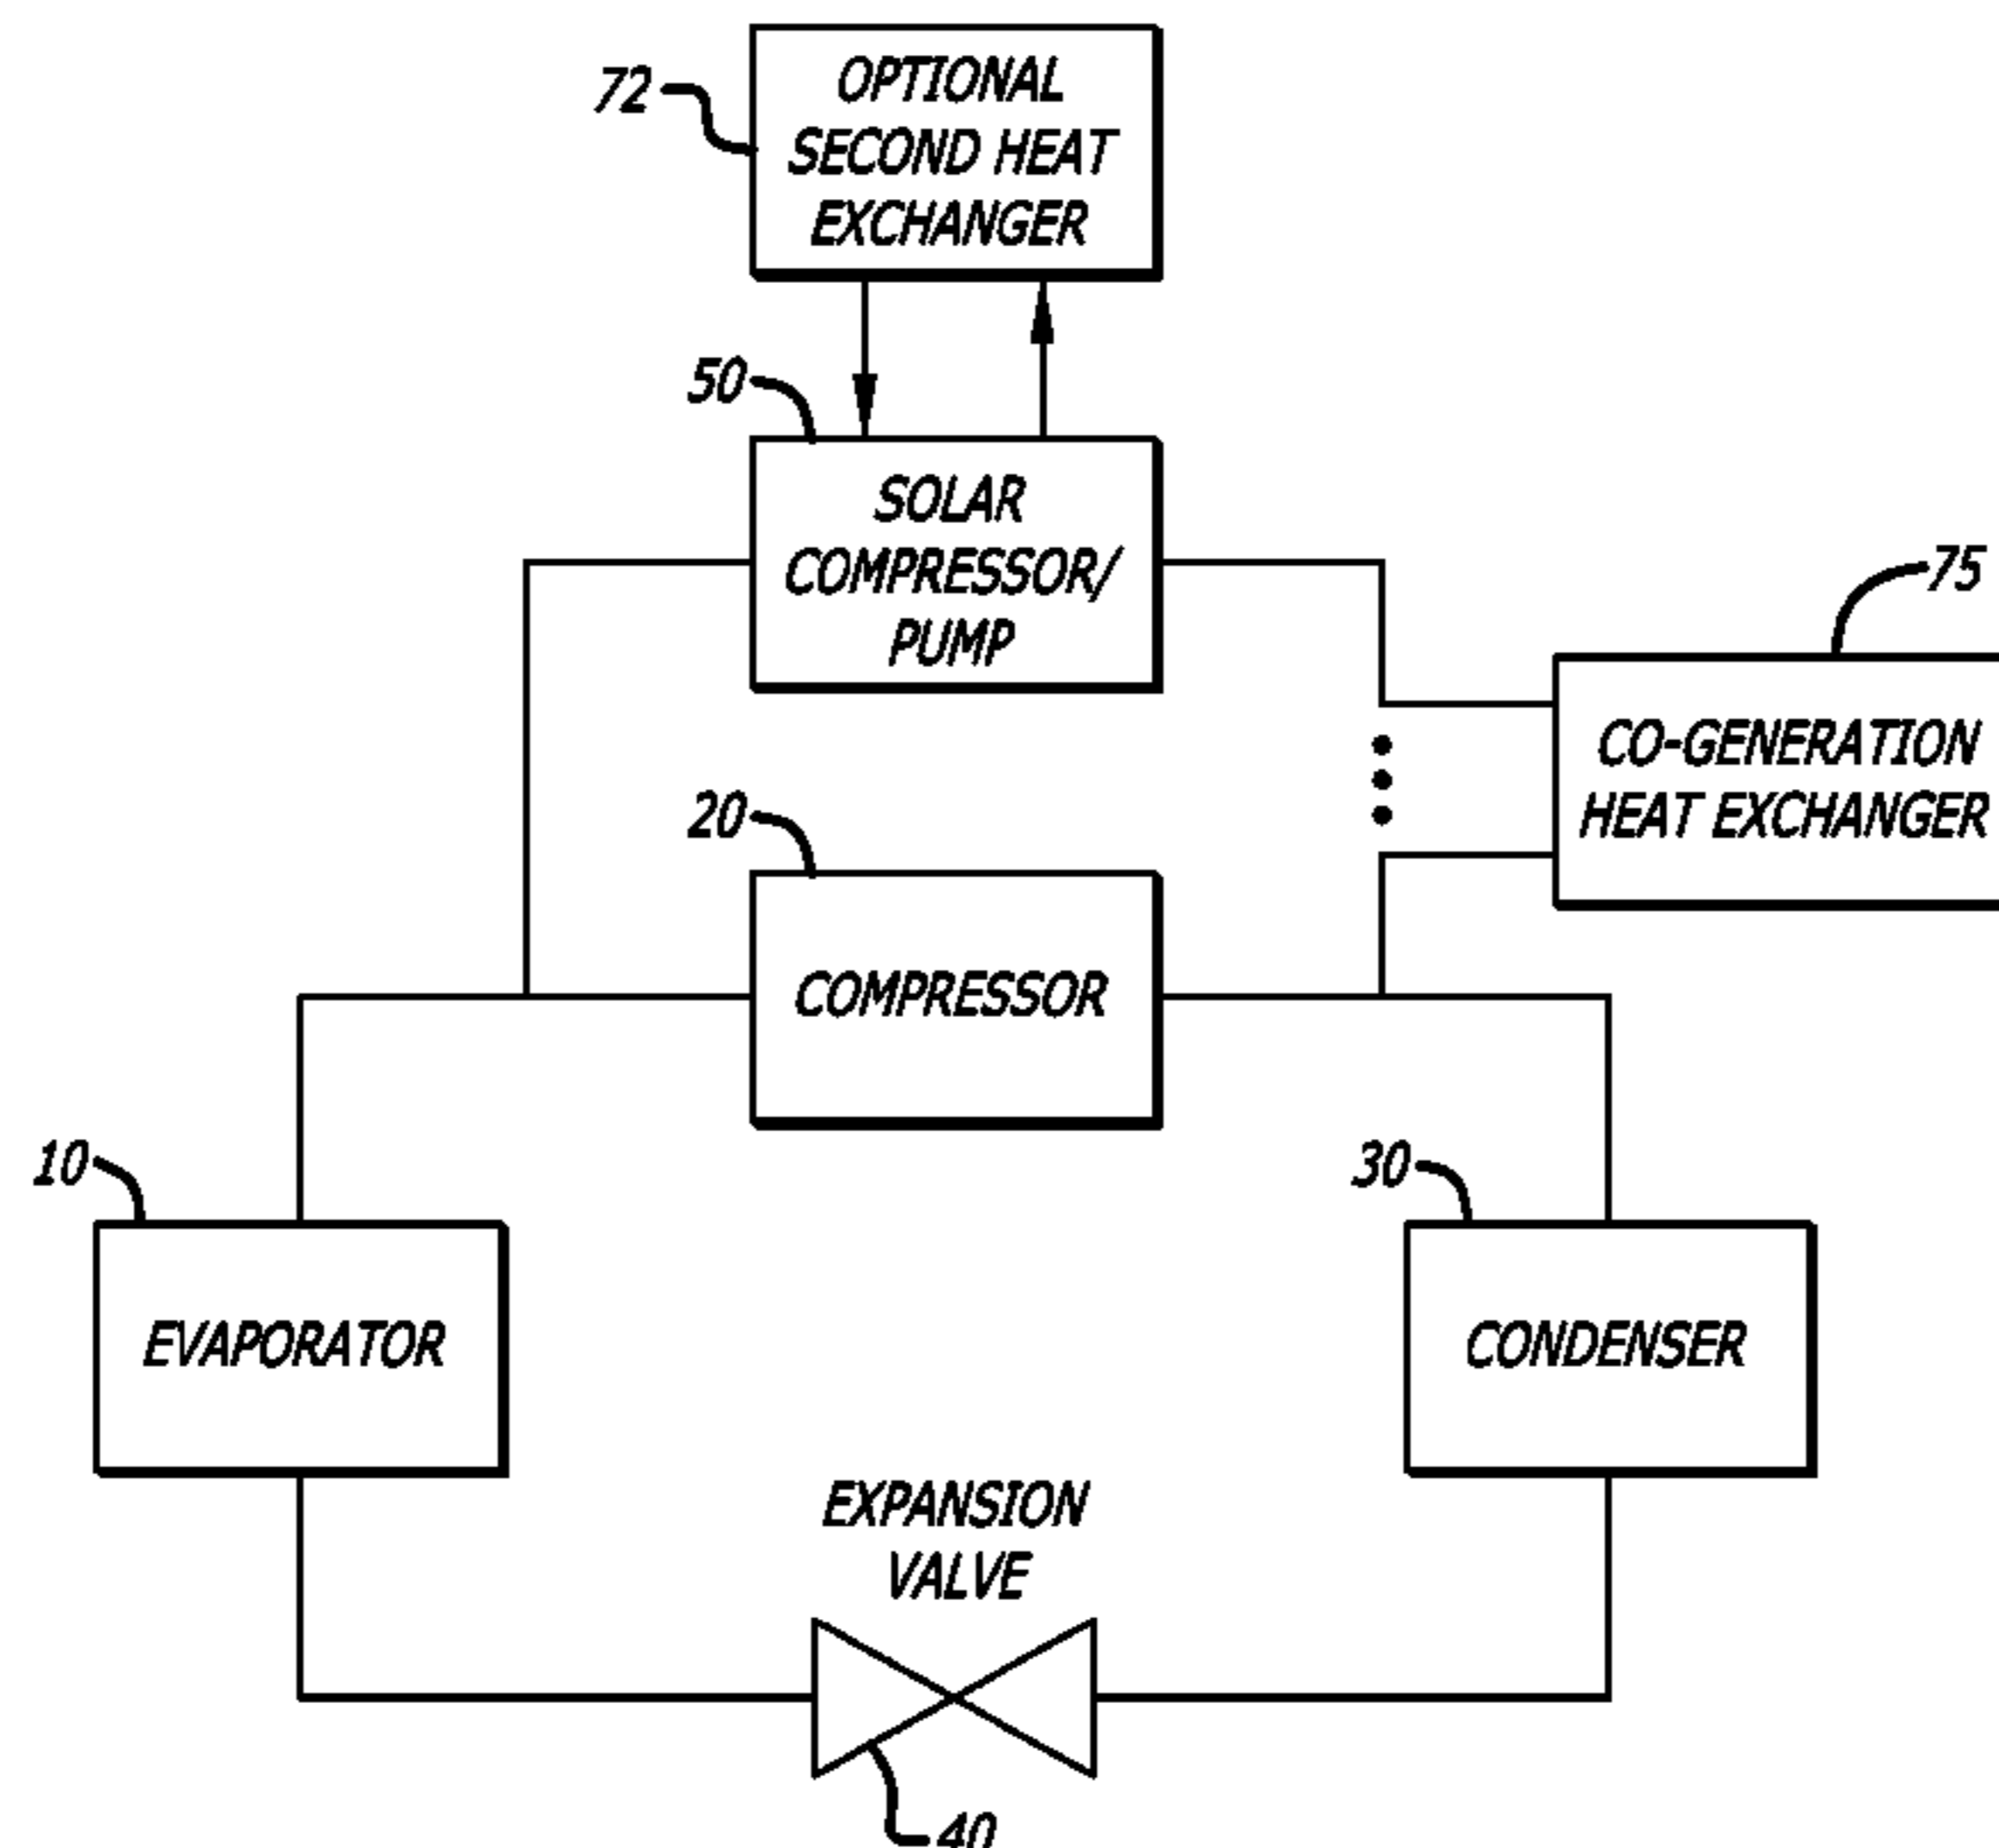 72
OPTIONAL
SECOND HEAT
EXCHANGER
50
SOLAR
COMPRESSOR/
PUMP
75
CO-GENERATION
HEAT EXCHANGER
20
COMPRESSOR
10
EVAPORATOR
30
CONDENSER
EXPANSION
VALVE
40